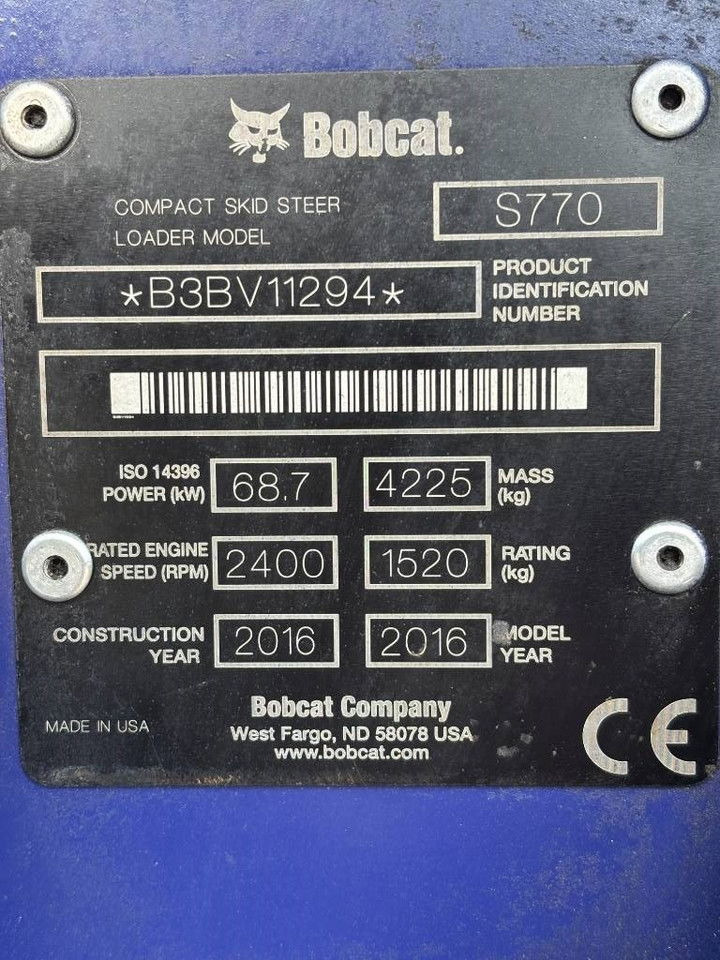 Bobcat.
COMPACT SKID STEER
LOADER MODEL
S770
*B3BV11294*
PRODUCT
IDENTIFICATION
NUMBER
ISO 14396
POWER (kW)
68.7
4225
MASS
(kg)
RATED ENGINE
SPEED (RPM)
2400
1520
RATING
(kg)
CONSTRUCTION
YEAR
2016
2016
MODEL
YEAR
Bobcat Company
West Fargo, ND 58078 USA
www.bobcat.com
MADE IN USA
CE